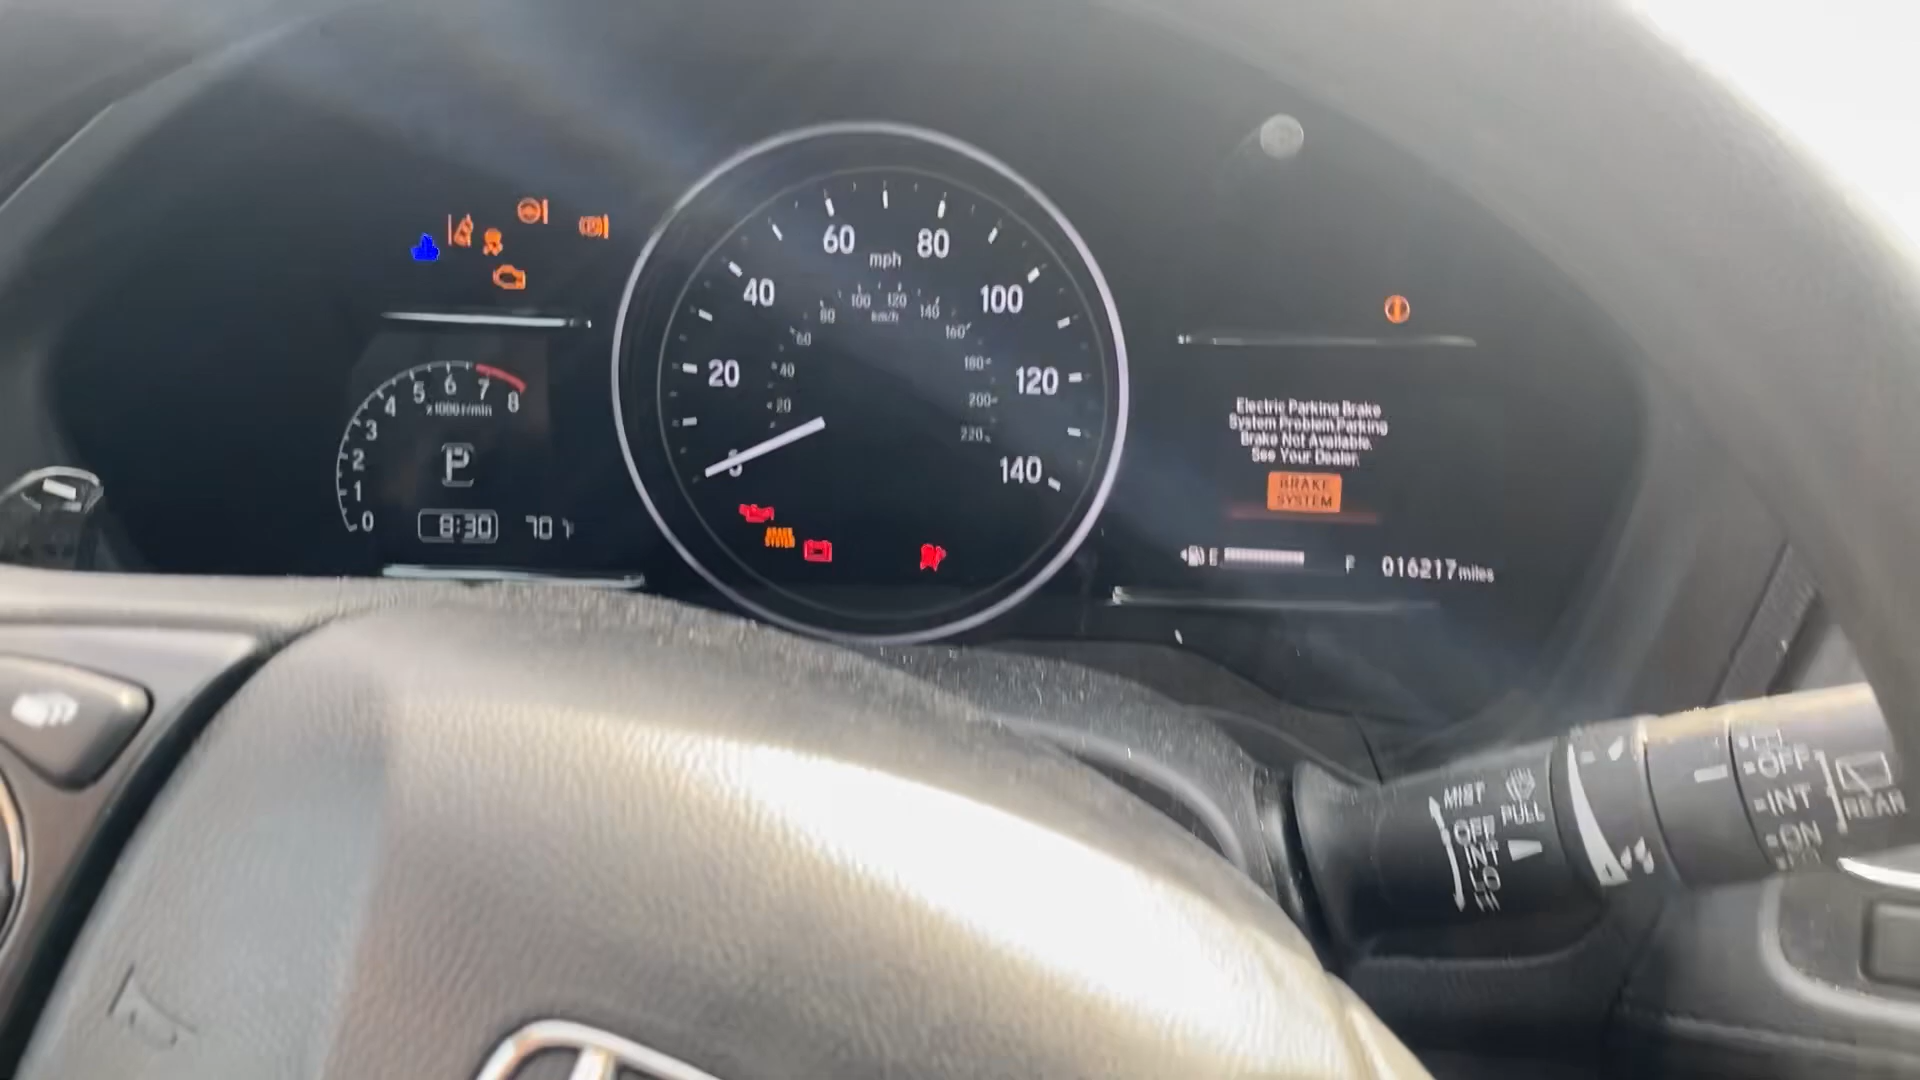 60
80
mph
40
100
100
120
80
140
km/h
60
160
20
40
180
120
20
200
220
140
5
6
7
4
8
x1000r/min
3
2
P
1
0
8:30
70
BRAKE
SYSTEM
Electric Parking Brake
System Problem.Parking
Brake Not Available.
See Your Dealer.
BRAKE
SYSTEM
E
F
016217miles
MIST
PULL
OFF
INT
LO
HI
OFF
INT
ON
REAR